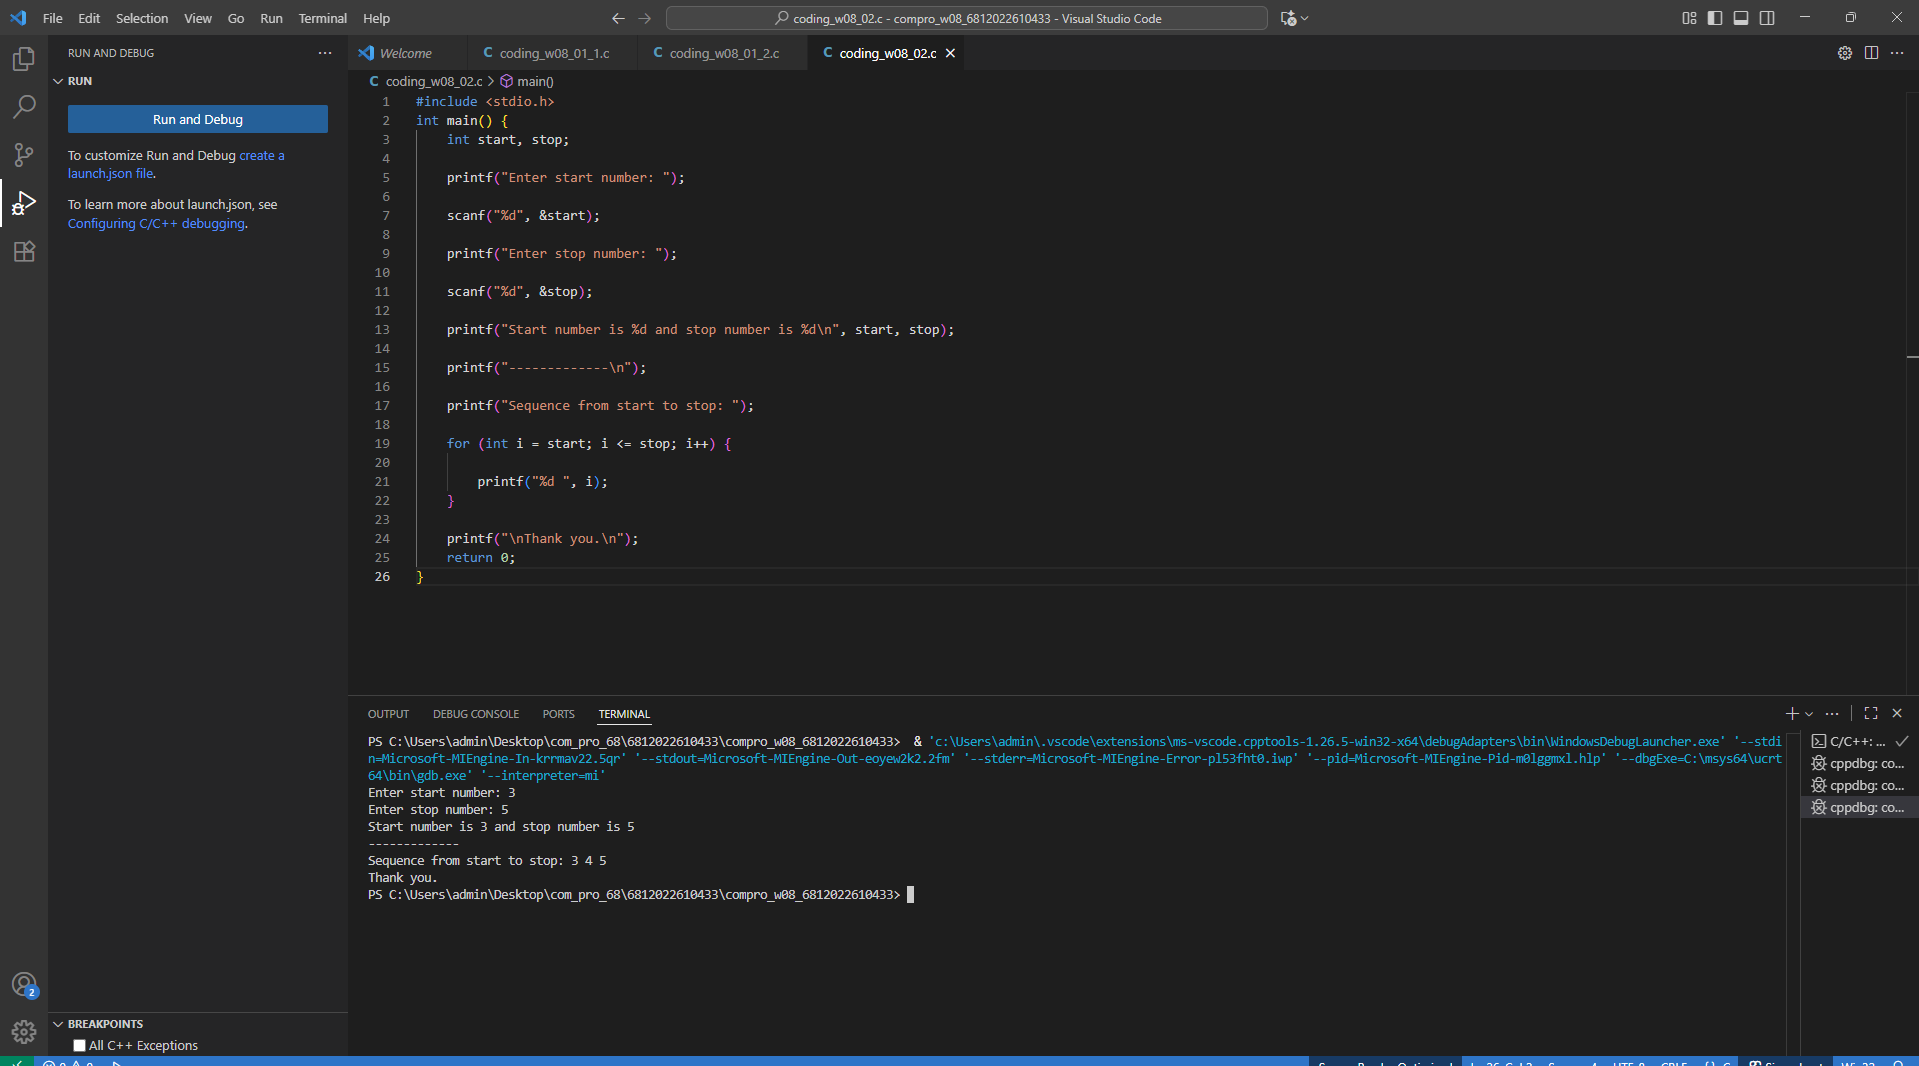 File Edit Selection View Go Run Terminal Help
coding_w08_02.c - compro_w08_6812022610433 - Visual Studio Code
RUN AND DEBUG
RUN
Run and Debug
To customize Run and Debug create a
launch.json file.
To learn more about launch.json, see
Configuring C/C++ debugging.
Welcome
C coding_w08_01_1.c
C coding_w08_01_2.c
C coding_w08_02.c
C coding_w08_02.c > main()
1 #include <stdio.h>
2 int main() {
3 int start, stop;
4
5 printf("Enter start number: ");
6
7 scanf("%d", &start);
8
9 printf("Enter stop number: ");
10
11 scanf("%d", &stop);
12
13 printf("Start number is %d and stop number is %d\n", start, stop);
14
15 printf("-------------\n");
16
17 printf("Sequence from start to stop: ");
18
19 for (int i = start; i <= stop; i++) {
20
21 printf("%d ", i);
22 }
23
24 printf("\nThank you.\n");
25 return 0;
26 }
OUTPUT DEBUG CONSOLE PORTS TERMINAL
PS C:\Users\admin\Desktop\com_pro_68\6812022610433\compro_w08_6812022610433> & 'c:\Users\admin\.vscode\extensions\ms-vscode.cpptools-1.26.5-win32-x64\debugAdapters\bin\WindowsDebugLauncher.exe' '--stdi
n=Microsoft-MIEngine-In-krrmav22.5qr' '--stdout=Microsoft-MIEngine-Out-eoyew2k2.2fm' '--stderr=Microsoft-MIEngine-Error-pl53fht0.iwp' '--pid=Microsoft-MIEngine-Pid-m0lggmxl.hlp' '--dbgExe=C:\msys64\ucrt
64\bin\gdb.exe' '--interpreter=mi'
Enter start number: 3
Enter stop number: 5
Start number is 3 and stop number is 5
-------------
Sequence from start to stop: 3 4 5
Thank you.
PS C:\Users\admin\Desktop\com_pro_68\6812022610433\compro_w08_6812022610433>
C/C++: ...
cppdbg: co...
cppdbg: co...
cppdbg: co...
2
BREAKPOINTS
All C++ Exceptions